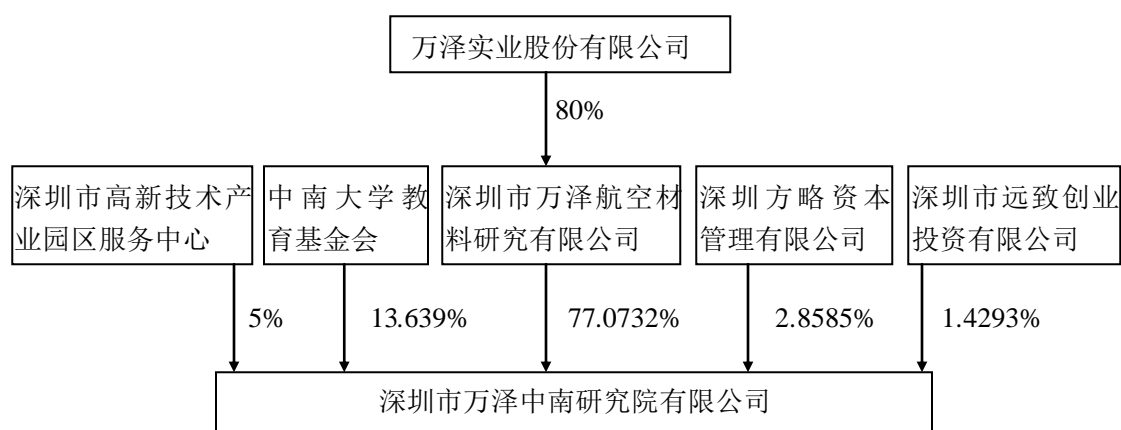 万泽实业股份有限公司
80%
深圳市高新技术产
业园区服务中心
中南大学教
育基金会
深圳市万泽航空材
料研究有限公司
深圳方略资本
管理有限公司
深圳市远致创业
投资有限公司
5%
13.639%
77.0732%
2.8585%
1.4293%
深圳市万泽中南研究院有限公司